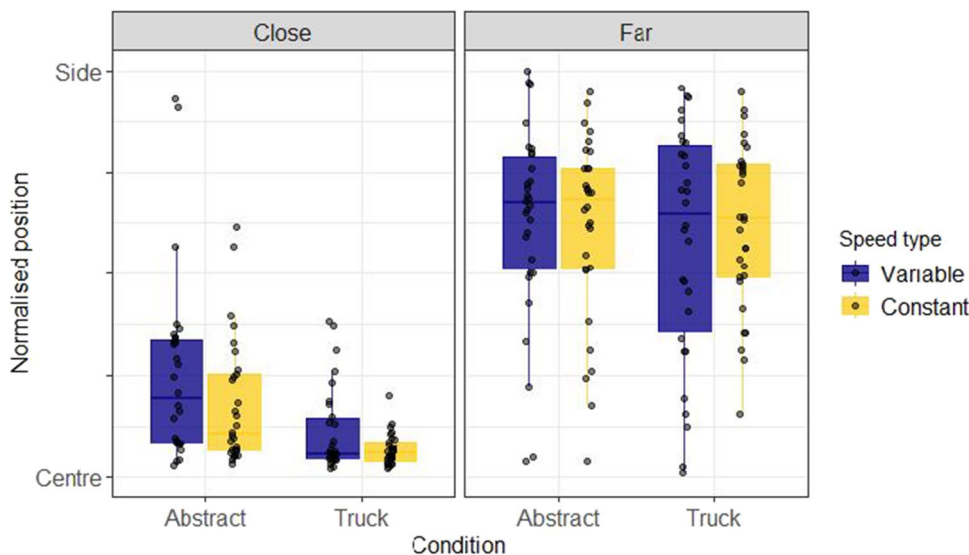 Close Far
Side
Normalised position
Centre
Abstract Truck Abstract Truck
Condition
Speed type
Variable
Constant